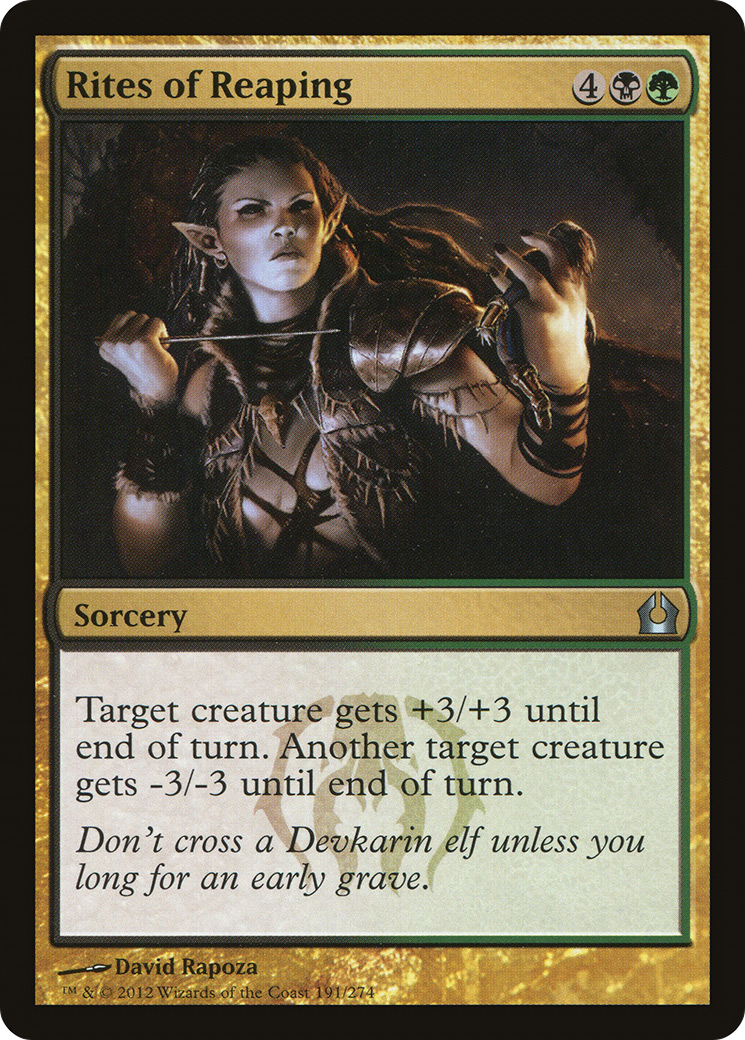 Rites of Reaping 4
Sorcery
Target creature gets +3/+3 until
end of turn. Another target creature
gets -3/-3 until end of turn.
Don't cross a Devkarin elf unless you
long for an early grave.
David Rapoza
™ & © 2012 Wizards of the Coast 191/274